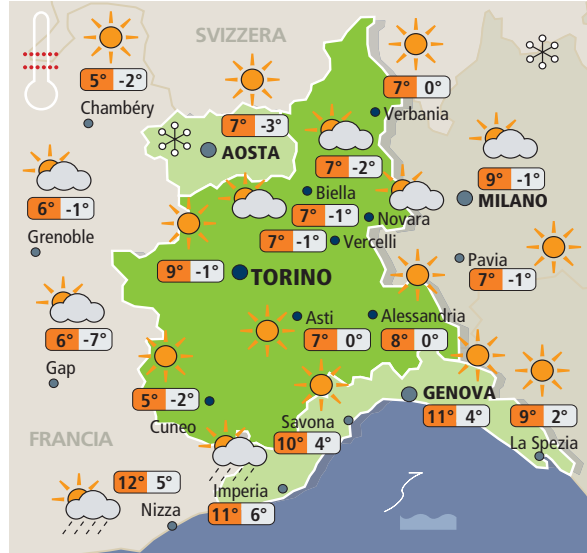 SVIZZERA
5° -2°
Chambéry
7° 0°
Verbania
7° -3°
AOSTA
7° -2°
Biella
9° -1°
MILANO
6° -1°
Grenoble
7° -1°
Novara
7° -1°
Vercelli
9° -1°
TORINO
Pavia
7° -1°
6° -7°
Gap
Asti
7° 0°
Alessandria
8° 0°
5° -2°
Cuneo
GENOVA
11° 4°
9° 2°
La Spezia
Savona
10° 4°
FRANCIA
12° 5°
Nizza
Imperia
11° 6°